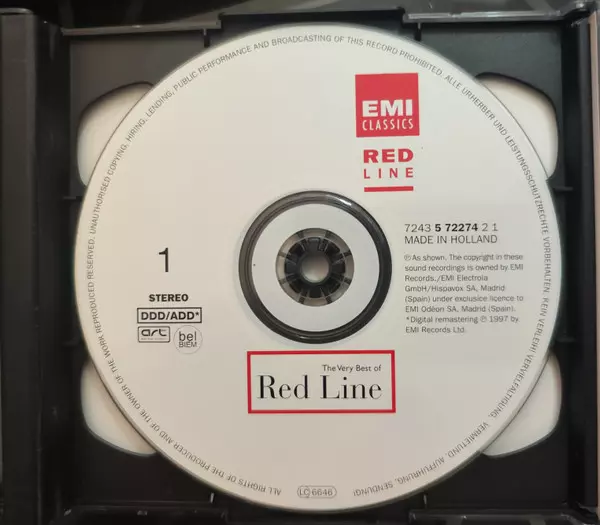 EMI
CLASSICS
RED
LINE
7243 5 72274 2 1
MADE IN HOLLAND
℗ As shown. The copyright in these
sound recordings is owned by EMI
Records./EMI Electrola
GmbH/Hispavox SA, Madrid
(Spain) under exclusice licence to
EMI Odéon SA, Madrid (Spain).
*Digital remastering ℗ 1997 by
EMI Records Ltd.
1
STEREO
DDD/ADD*
art
bel
BIEM
The Very Best of
Red Line
ALL RIGHTS OF THE PRODUCER AND OF THE OWNER OF THE WORK REPRODUCED RESERVED. UNAUTHORISED COPYING, HIRING, LENDING, PUBLIC PERFORMANCE AND BROADCASTING OF THIS RECORD PROHIBITED. ALLE URHEBER UND LEISTUNGSSCHUTZRECHTE VORBEHALTEN. KEIN VERLEIH! VERVIELFÄLTIGUNG, VERMIETUNG, AUFFÜHRUNG, SENDUNG!
LC 6646